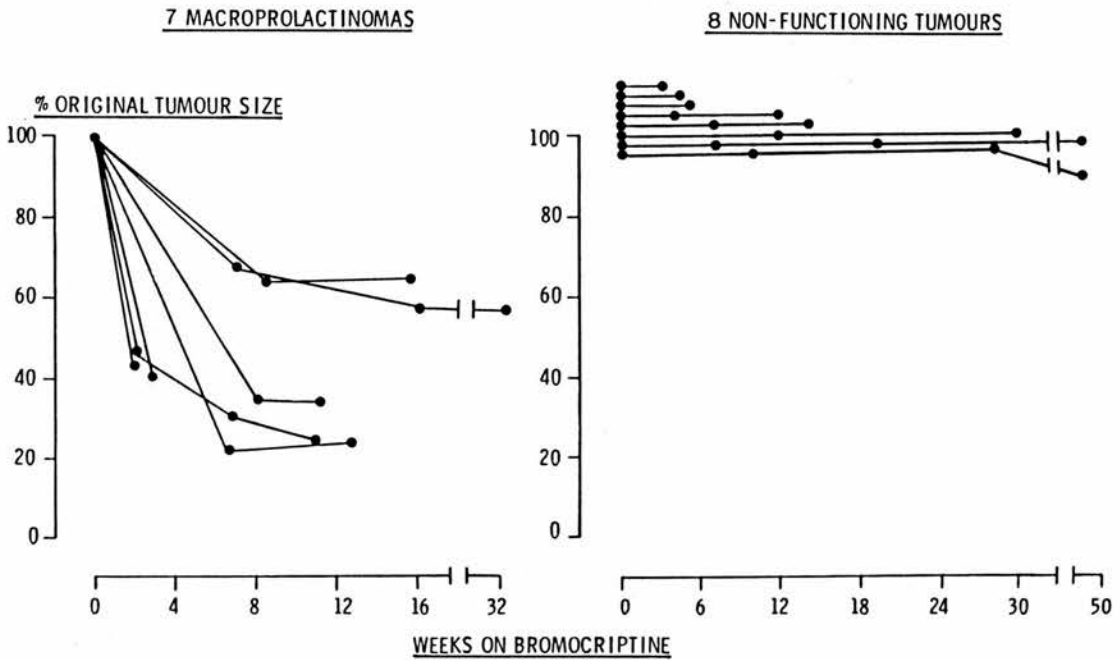 7 MACROPROLACTINOMAS
8 NON-FUNCTIONING TUMOURS
% ORIGINAL TUMOUR SIZE
100
80
60
40
20
0
0 4 8 12 16 32
100
80
60
40
20
0
0 6 12 18 24 30 50
WEEKS ON BROMOCRIPTINE